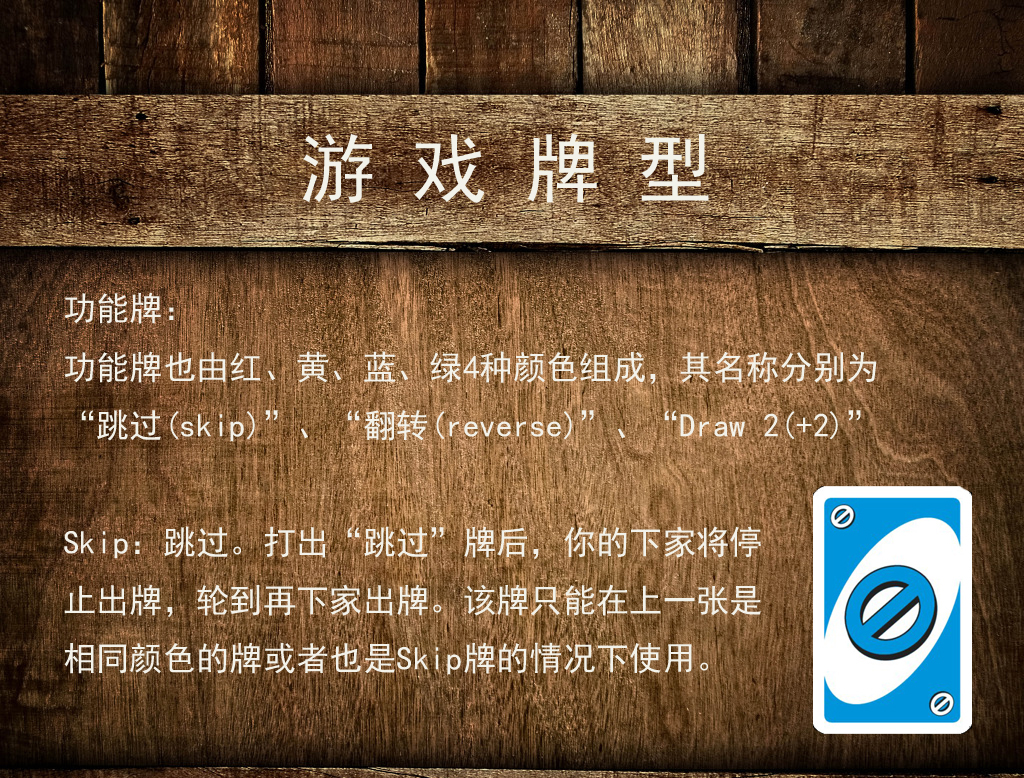 游戏牌型
功能牌：
功能牌也由红、黄、蓝、绿4种颜色组成，其名称分别为
“跳过(skip)”、“翻转(reverse)”、“Draw 2(+2)”
Skip：跳过。打出“跳过”牌后，你的下家将停
止出牌，轮到再下家出牌。该牌只能在上一张是
相同颜色的牌或者也是Skip牌的情况下使用。